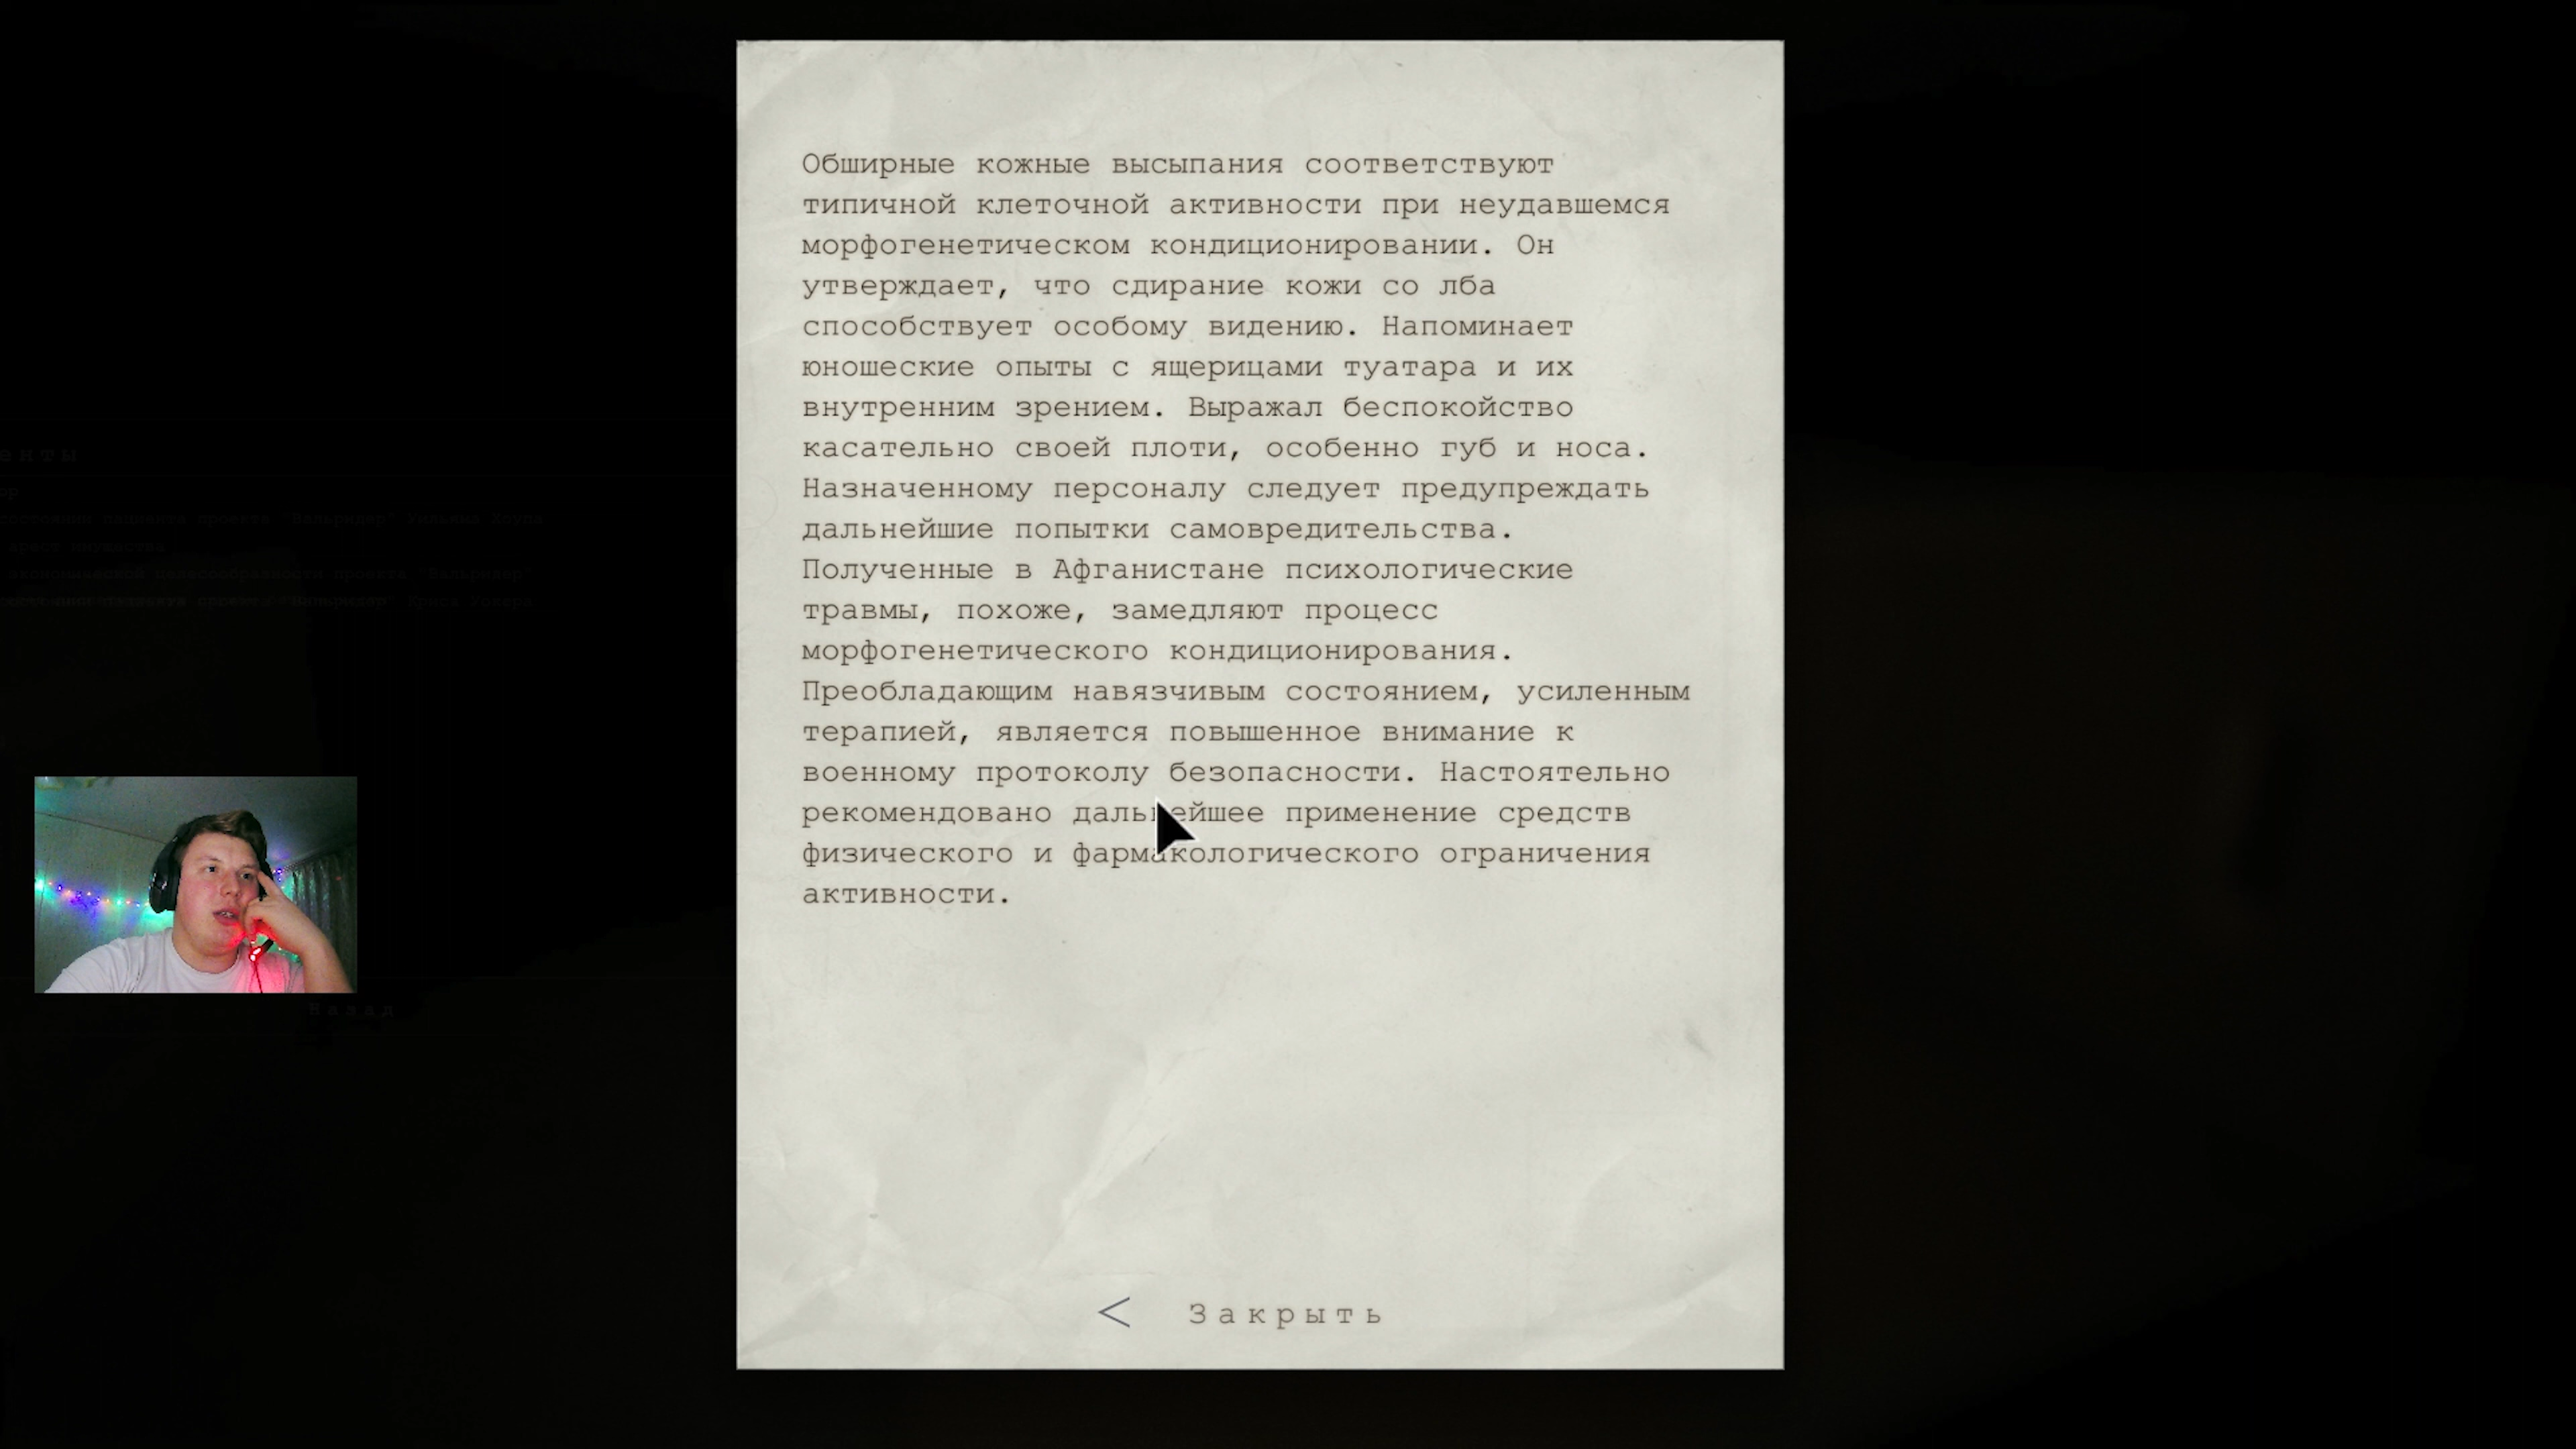 Обширные кожные высыпания соответствуют
типичной клеточной активности при неудавшемся
морфогенетическом кондиционировании. Он
утверждает, что сдирание кожи со лба
способствует особому видению. Напоминает
юношеские опыты с ящерицами туатара и их
внутренним зрением. Выражал беспокойство
касательно своей плоти, особенно губ и носа.
Назначенному персоналу следует предупреждать
дальнейшие попытки самовредительства.
Полученные в Афганистане психологические
травмы, похоже, замедляют процесс
морфогенетического кондиционирования.
Преобладающим навязчивым состоянием, усиленным
терапией, является повышенное внимание к
военному протоколу безопасности. Настоятельно
рекомендовано дальнейшее применение средств
физического и фармакологического ограничения
активности.
< Закрыть
Назад